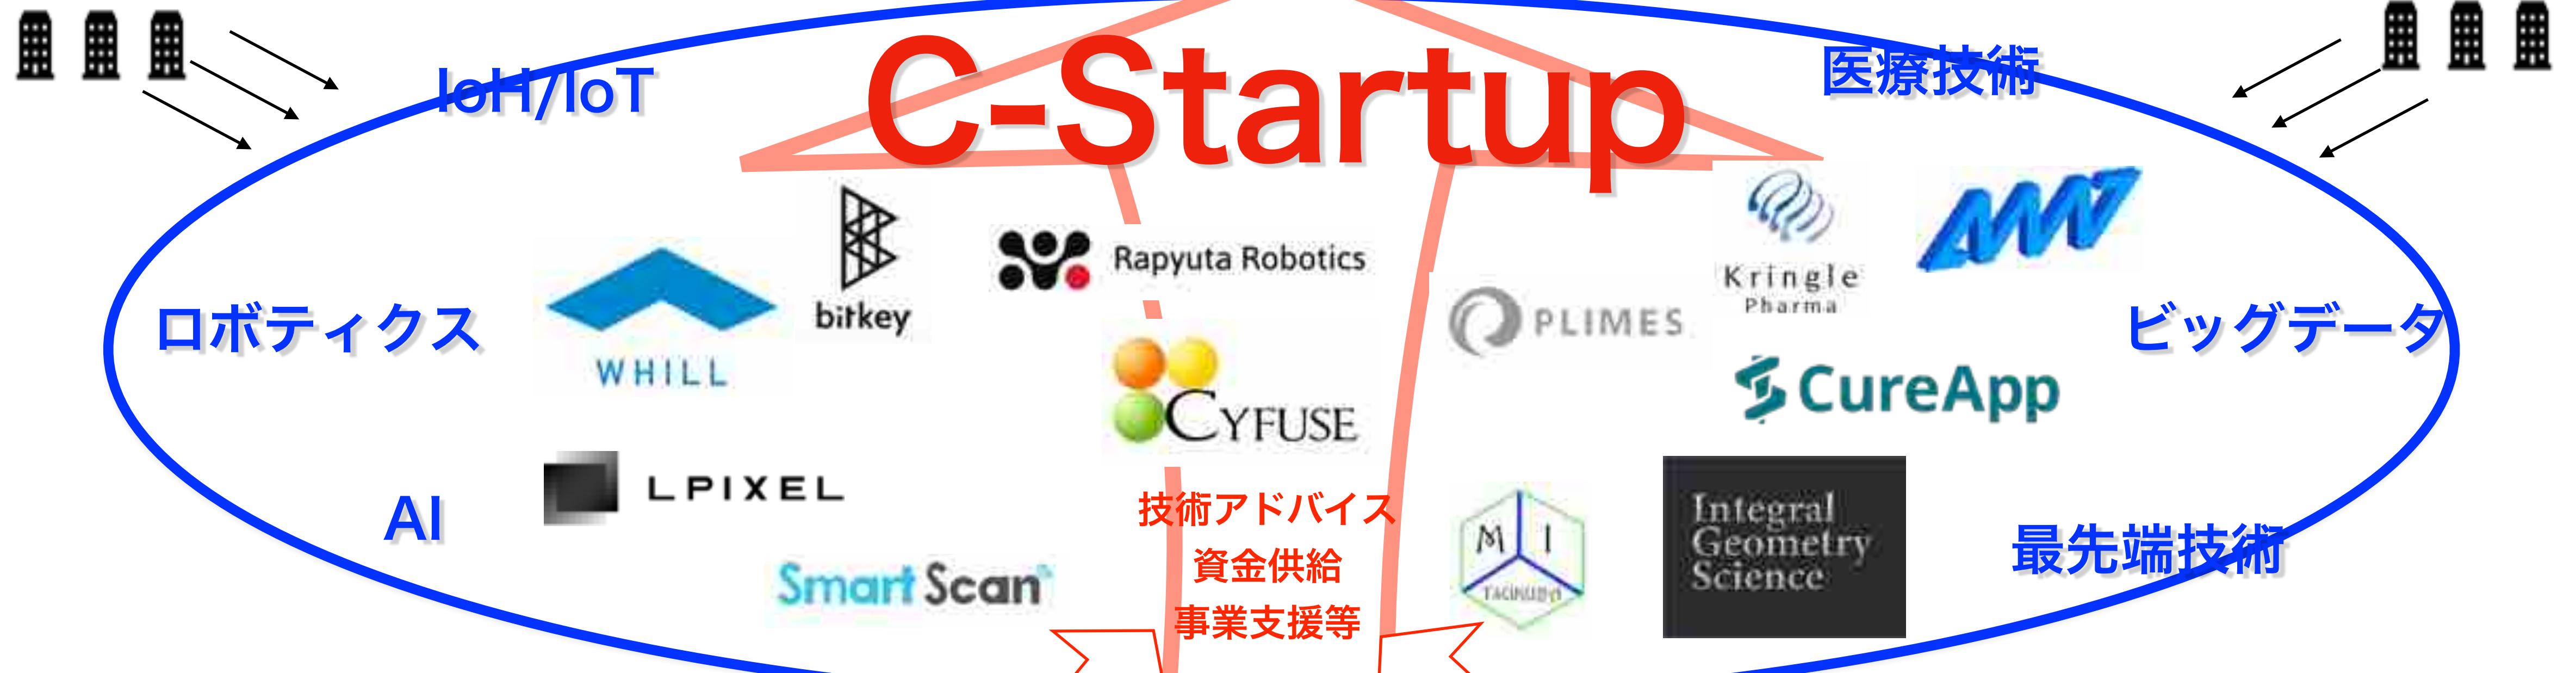 C-Startup
IoH/IoT
医療技術
bitkey
Rapyuta Robotics
Kringle
Pharma
ロボティクス
WHILL
PLIMES
ビッグデータ
CYFUSE
CureApp
LPIXEL
AI
技術アドバイス
資金供給
事業支援等
M I
Integral
Geometry
Science
最先端技術
Smart Scan